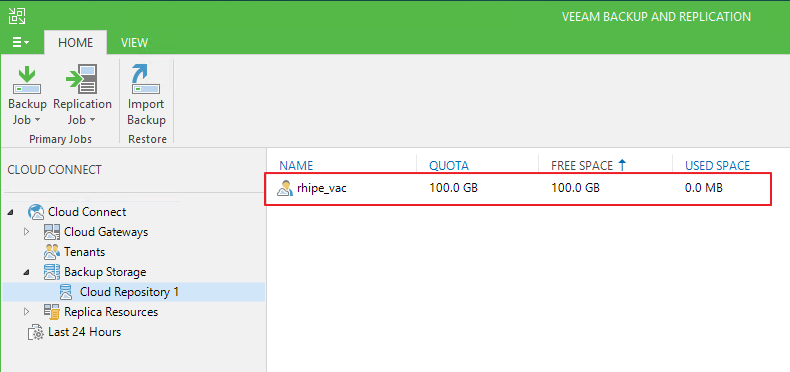 VEEAM BACKUP AND REPLICATION
HOME VIEW
Backup Job Replication Job Import Backup
Primary Jobs Restore
CLOUD CONNECT
NAME QUOTA FREE SPACE USED SPACE
rhipe_vac 100.0 GB 100.0 GB 0.0 MB
Cloud Connect
Cloud Gateways
Tenants
Backup Storage
Cloud Repository 1
Replica Resources
Last 24 Hours